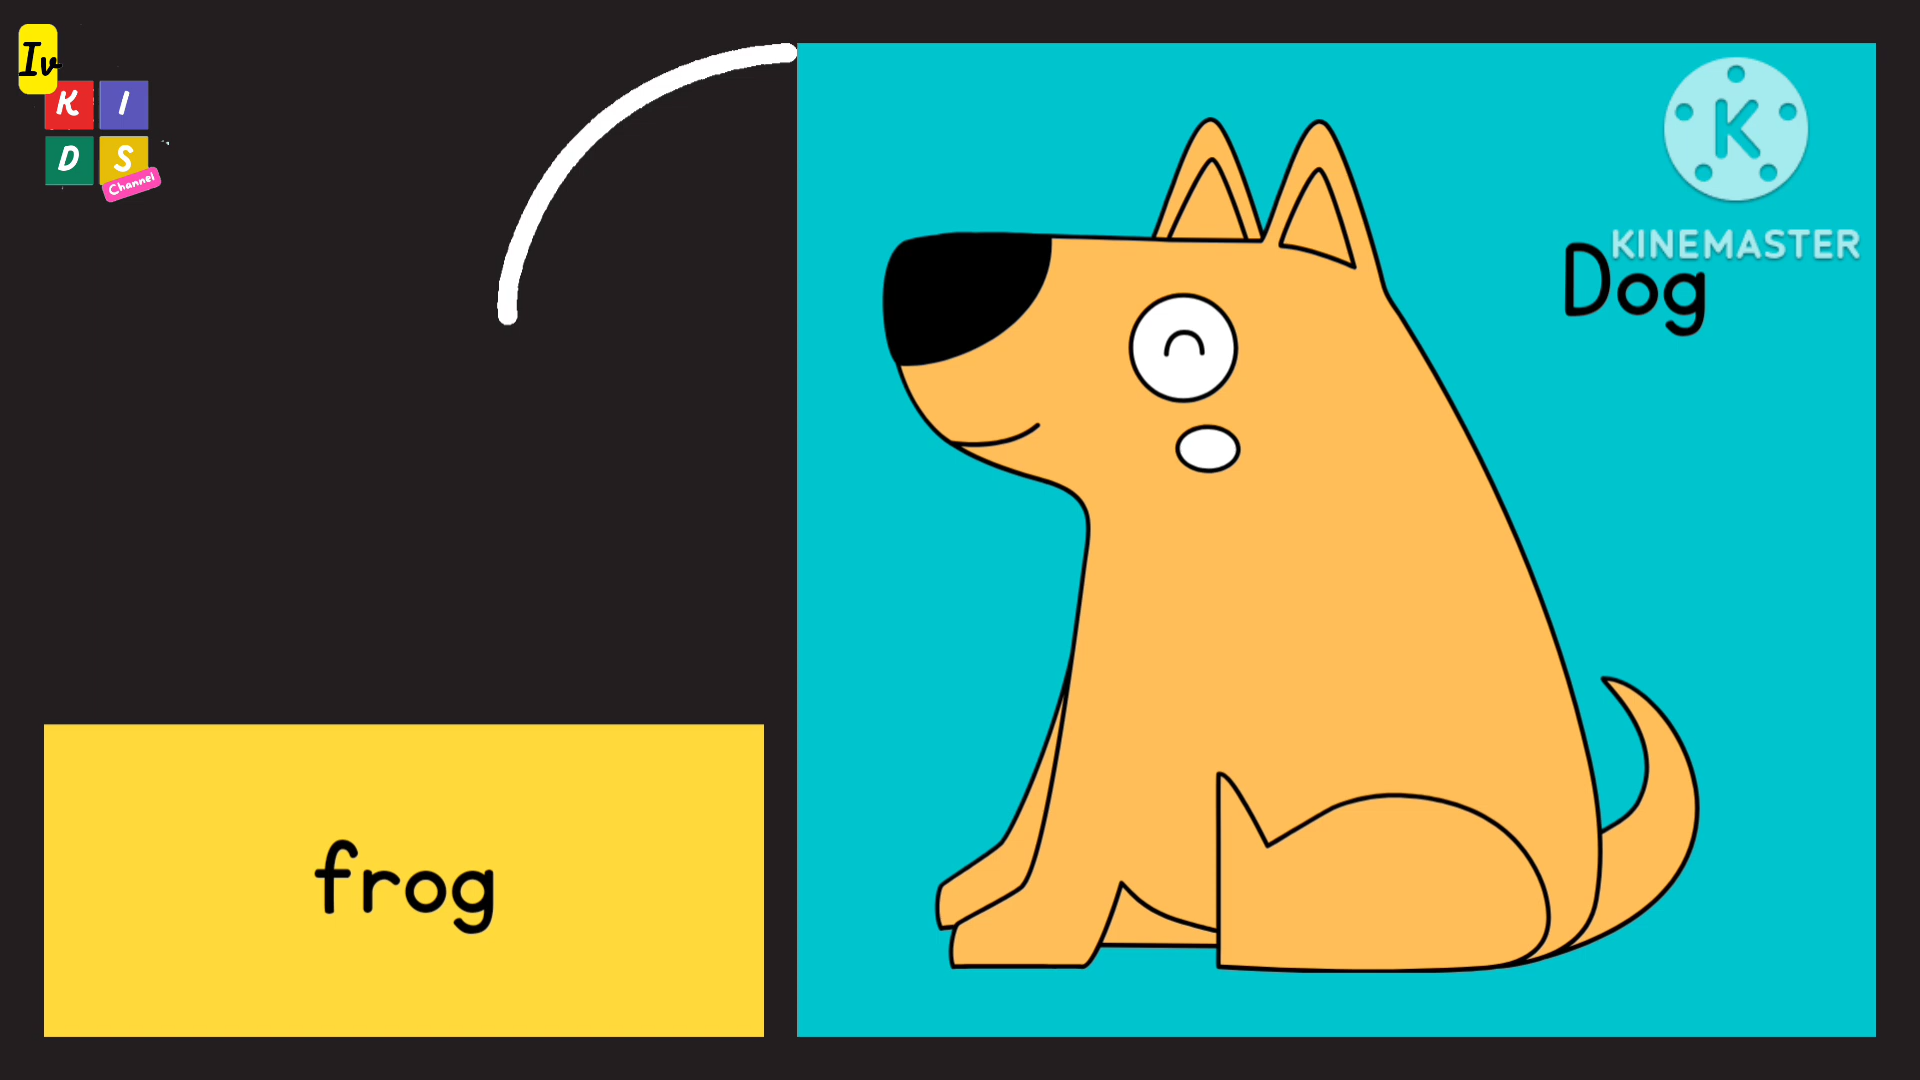 Iv
K I
D S
Channel
K
KINEMASTER
Dog
frog